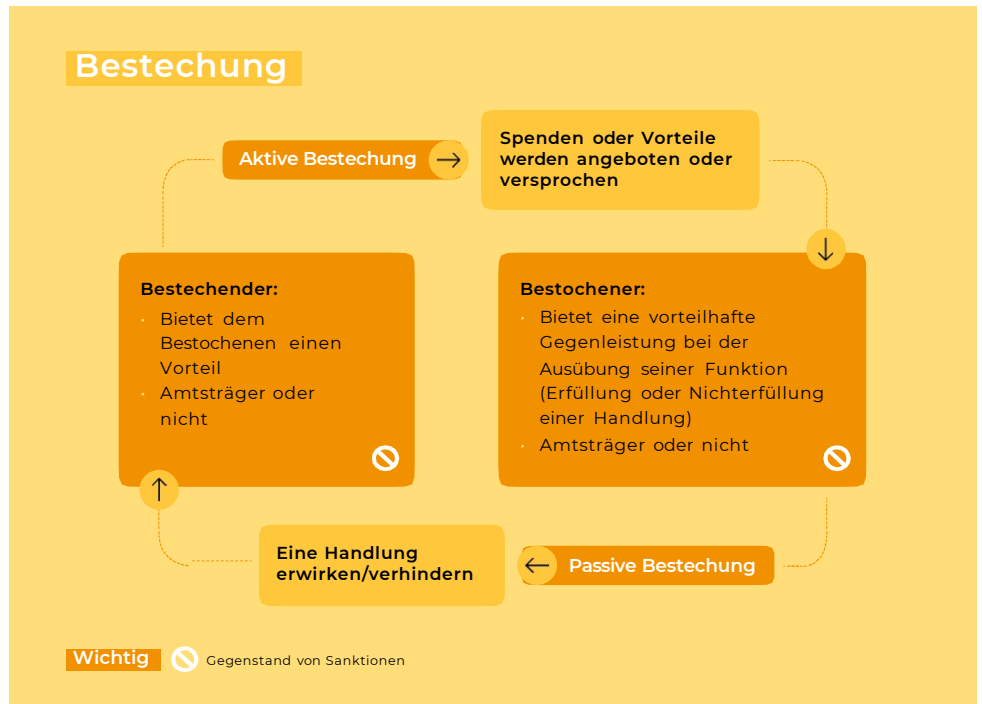 Bestechung
Aktive Bestechung
Spenden oder Vorteile
werden angeboten oder
versprochen
Bestechender:
· Bietet dem
Bestochenen einen
Vorteil
· Amtsträger oder
nicht
Bestochener:
· Bietet eine vorteilhafte
Gegenleistung bei der
Ausübung seiner Funktion
(Erfüllung oder Nichterfüllung
einer Handlung)
· Amtsträger oder nicht
Eine Handlung
erwirken/verhindern
Passive Bestechung
Wichtig
Gegenstand von Sanktionen